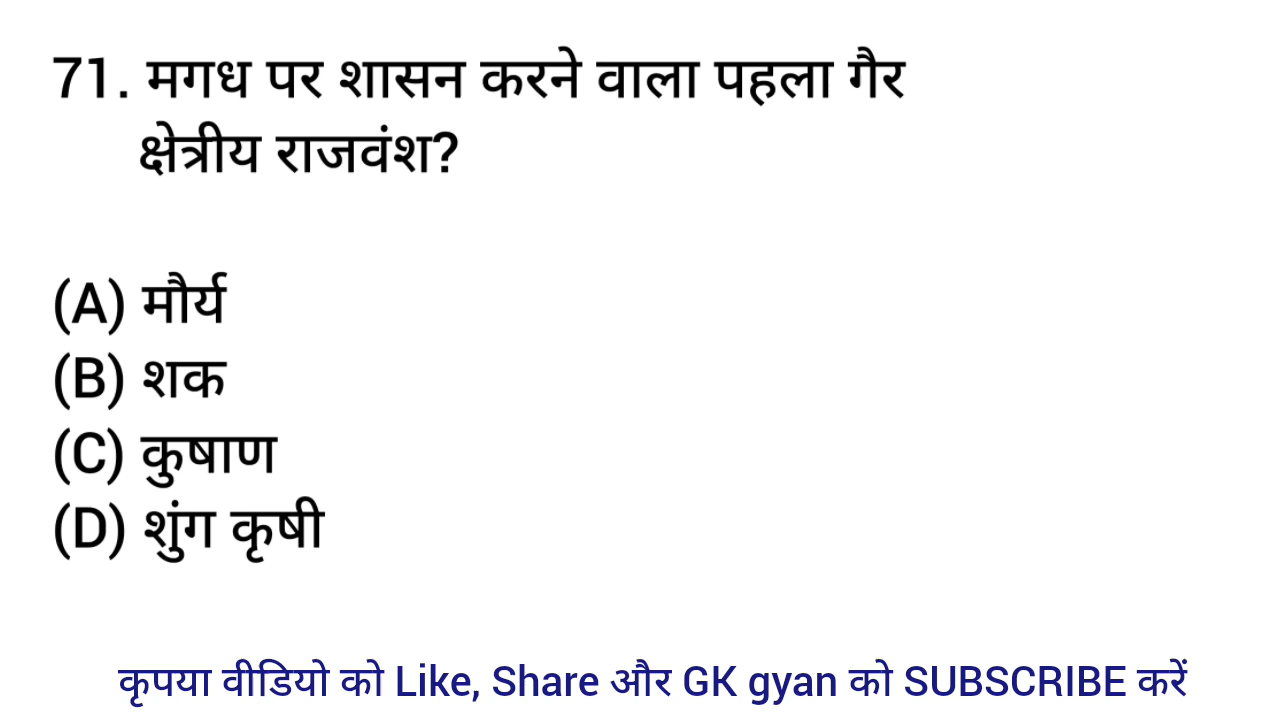 71. मगध पर शासन करने वाला पहला गैर
क्षेत्रीय राजवंश?
(A) मौर्य
(B) शक
(C) कुषाण
(D) शुंग कृषी
कृपया वीडियो को Like, Share और GK gyan को SUBSCRIBE करें